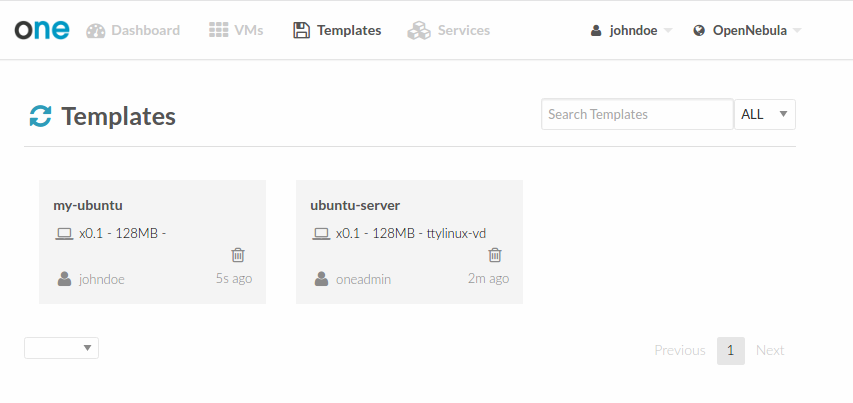 one Dashboard VMs Templates Services johndoe OpenNebula
Templates Search Templates ALL
my-ubuntu
x0.1 - 128MB -
johndoe 5s ago
ubuntu-server
x0.1 - 128MB - ttylinux-vd
oneadmin 2m ago
Previous 1 Next